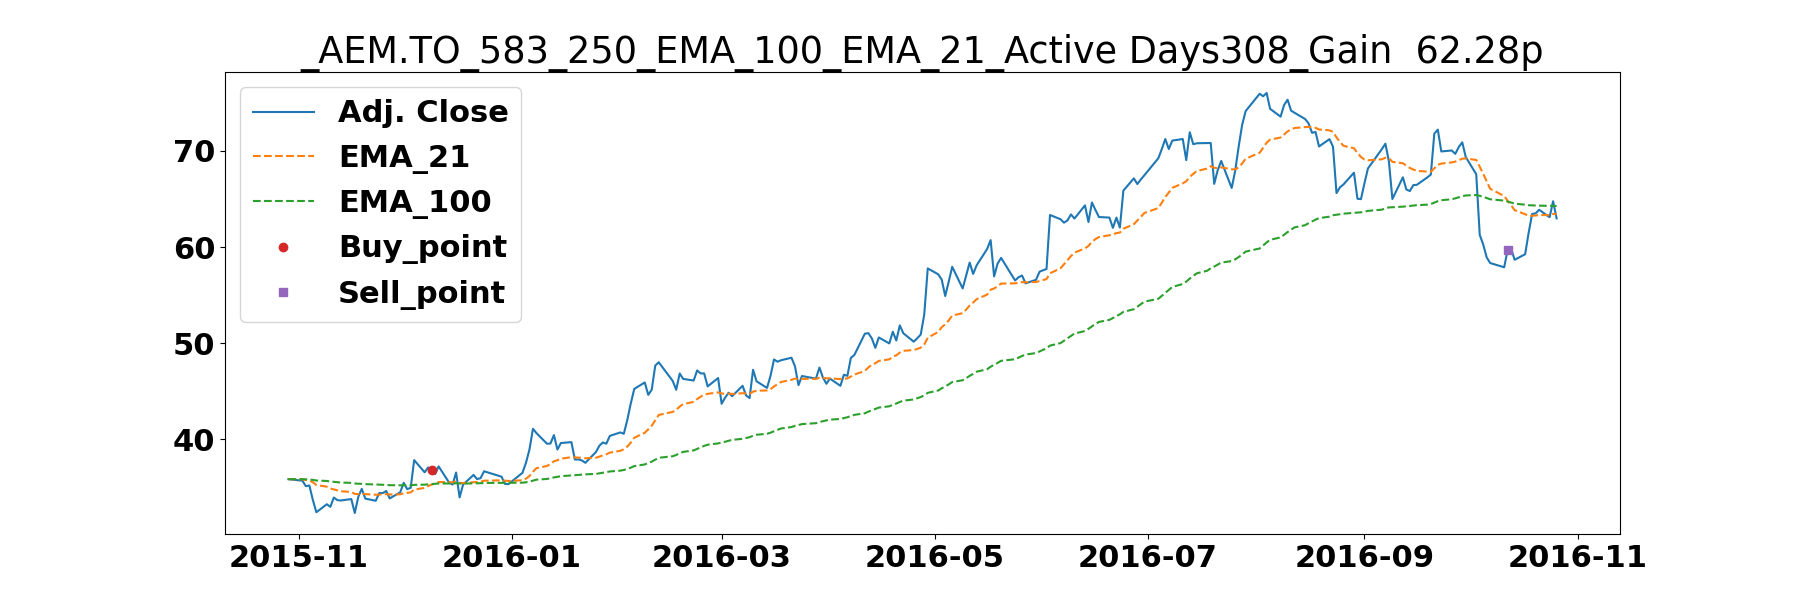 _AEM.TO_583_250_EMA_100_EMA_21_Active Days308_Gain  62.28p
Adj. Close
EMA_21
EMA_100
Buy_point
Sell_point
70
60
50
40
2015-11
2016-01
2016-03
2016-05
2016-07
2016-09
2016-11